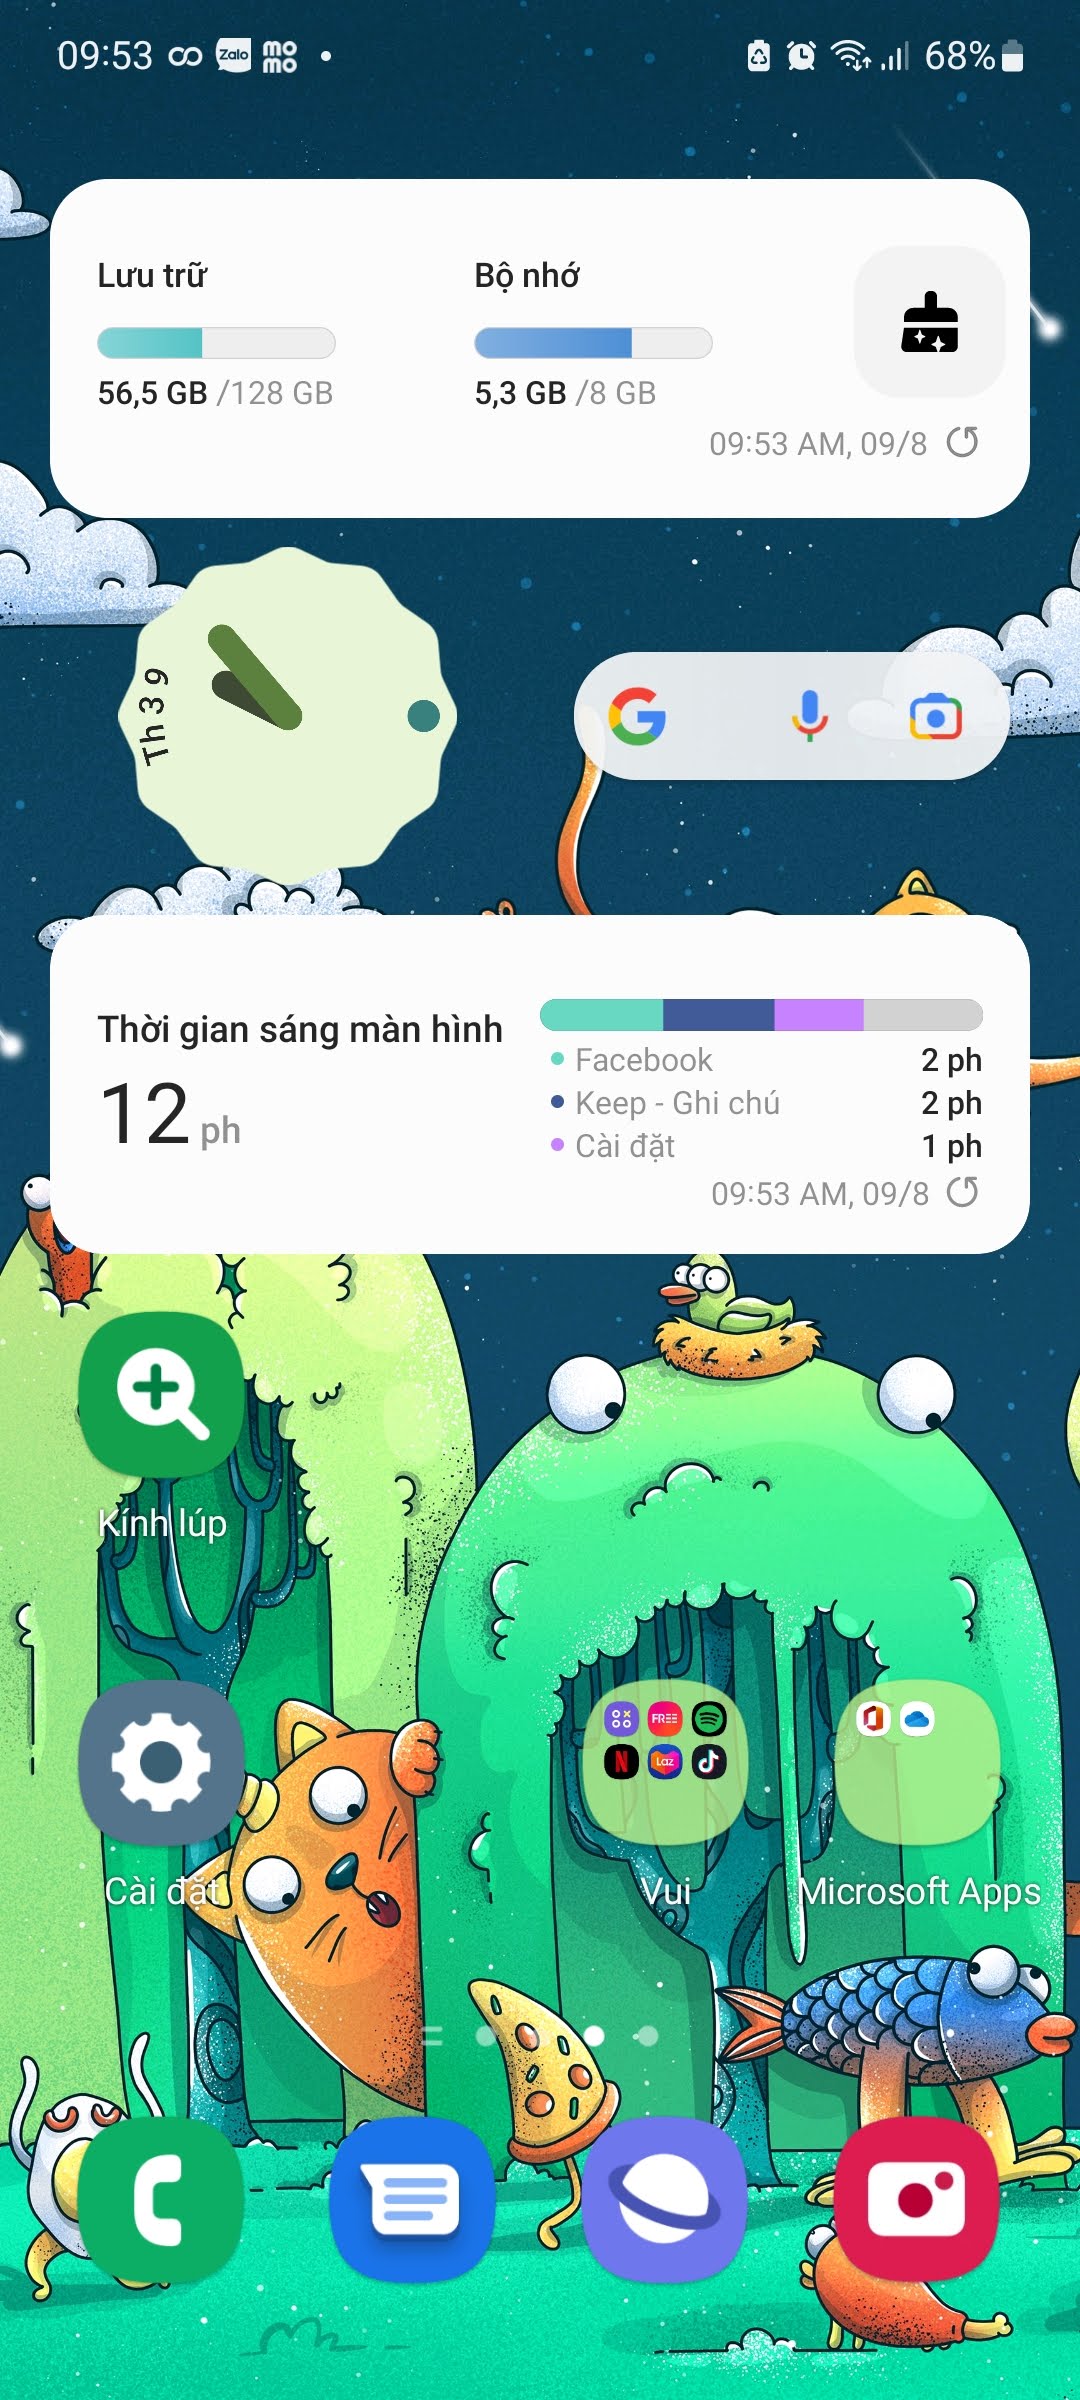 09:53 Zalo mo mo 68%
Lưu trữ
56,5 GB /128 GB
Bộ nhớ
5,3 GB /8 GB
09:53 AM, 09/8
Th 3 9
G
Thời gian sáng màn hình
12 ph
Facebook 2 ph
Keep - Ghi chú 2 ph
Cài đặt 1 ph
09:53 AM, 09/8
Kính lúp
FREE
N Laz
Cài đặt
Vui
Microsoft Apps